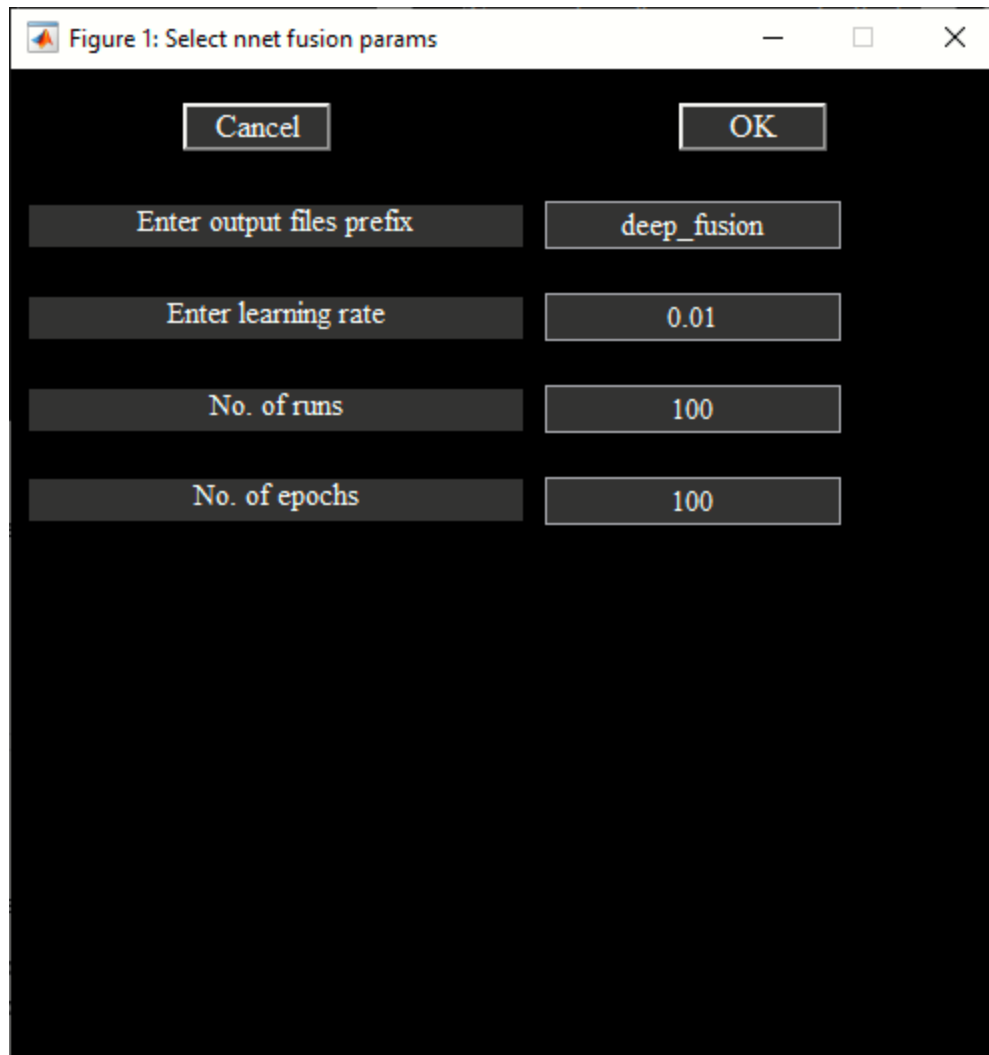 Figure 1: Select nnet fusion params
Cancel OK
Enter output files prefix deep_fusion
Enter learning rate 0.01
No. of runs 100
No. of epochs 100